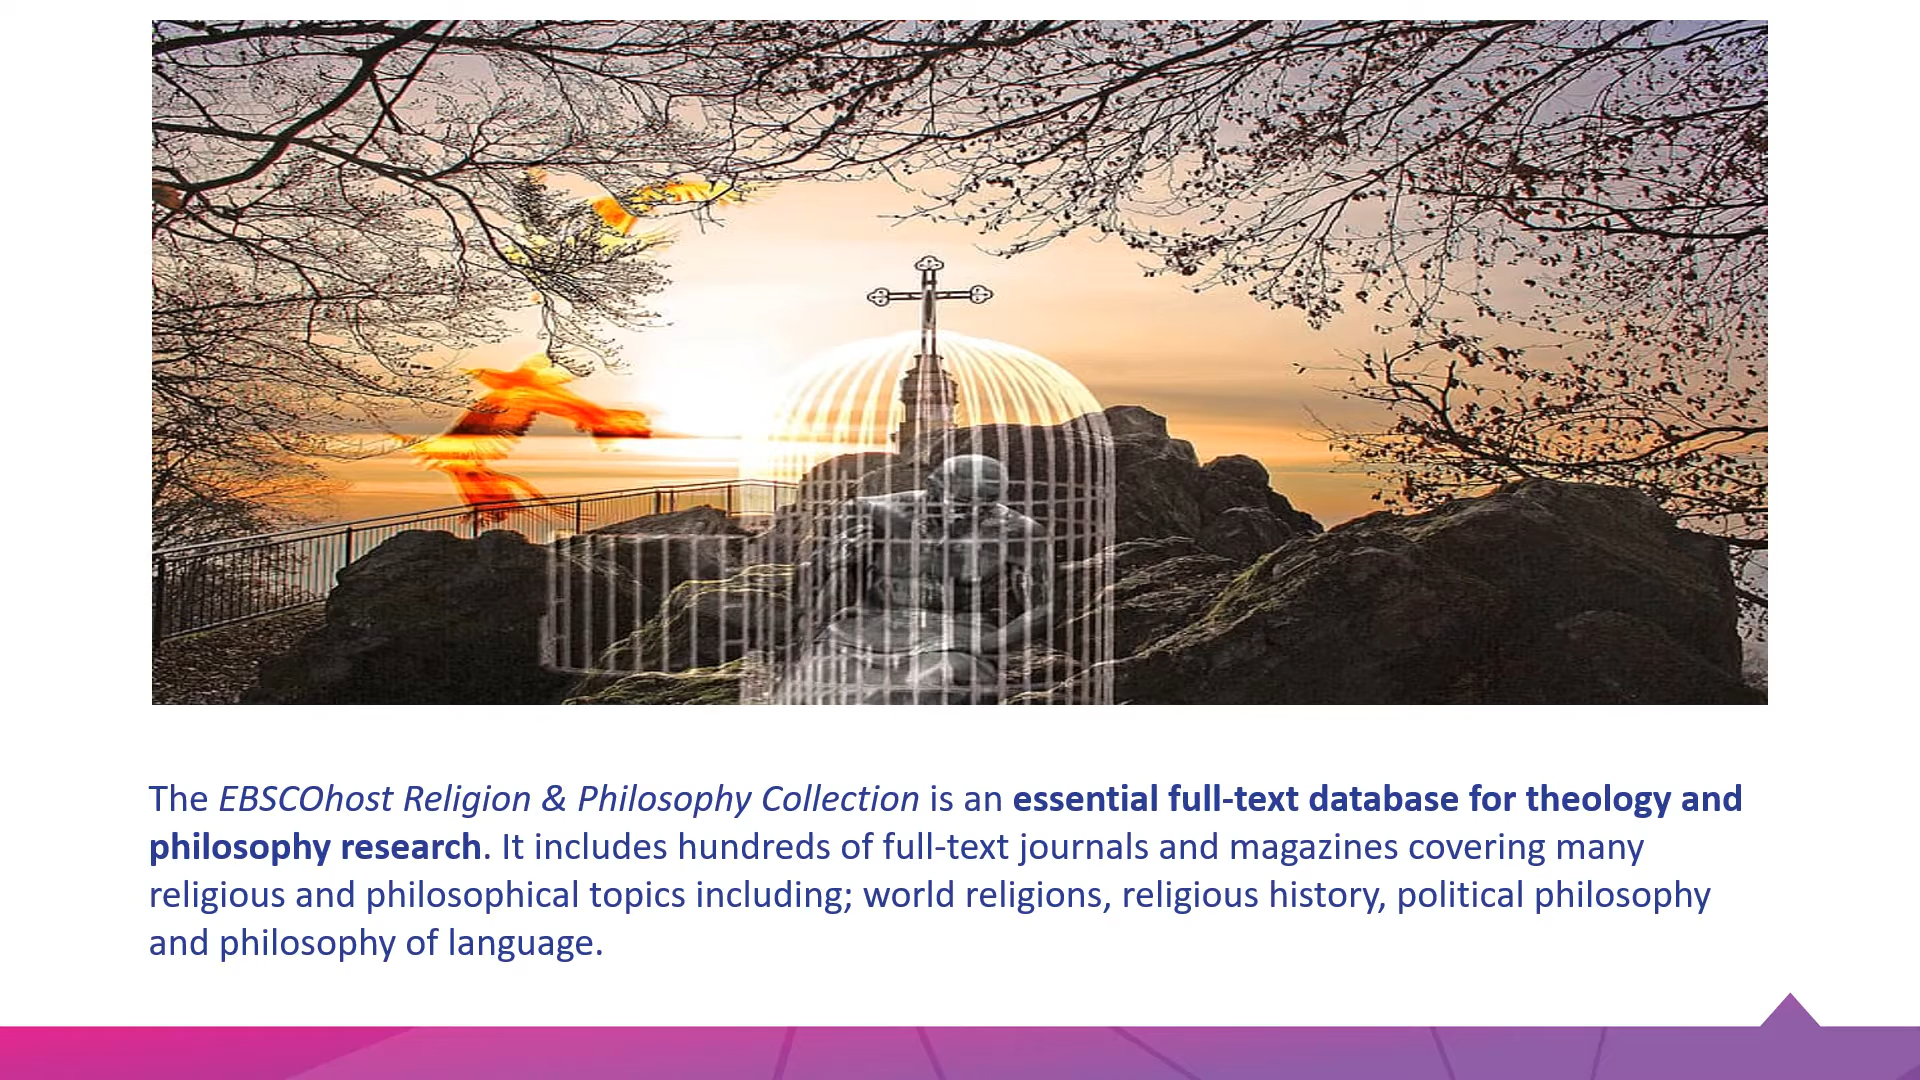 The EBSCOhost Religion & Philosophy Collection is an essential full-text database for theology and
philosophy research. It includes hundreds of full-text journals and magazines covering many
religious and philosophical topics including; world religions, religious history, political philosophy
and philosophy of language.